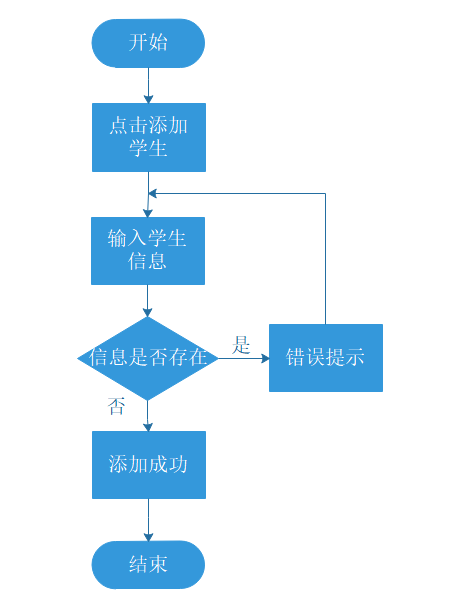 开始
点击添加
学生
输入学生
信息
信息是否存在
是
错误提示
否
添加成功
结束